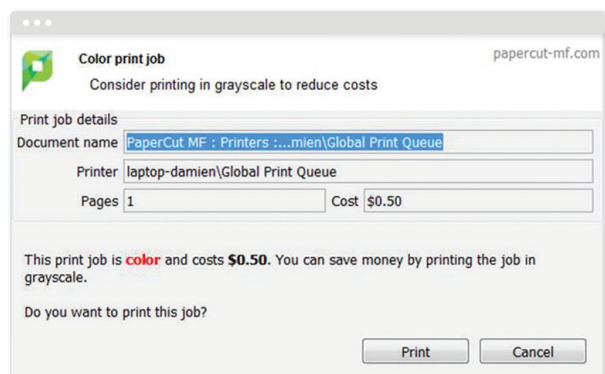 Color print job
papercut-mf.com
Consider printing in grayscale to reduce costs
Print job details
Document name PaperCut MF : Printers :...mien\Global Print Queue
Printer laptop-damien\Global Print Queue
Pages 1 Cost $0.50
This print job is color and costs $0.50. You can save money by printing the job in
grayscale.
Do you want to print this job?
Print Cancel